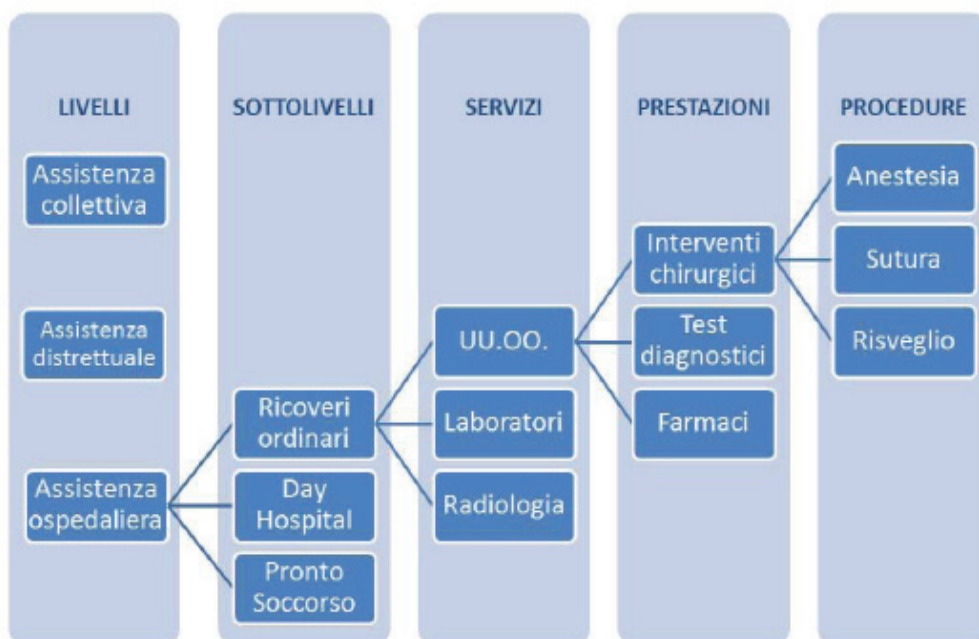 LIVELLI
Assistenza
collettiva
Assistenza
distrettuale
Assistenza
ospedaliera
SOTTOLIVELLI
Ricoveri
ordinari
Day
Hospital
Pronto
Soccorso
SERVIZI
UU.OO.
Laboratori
Radiologia
PRESTAZIONI
Interventi
chirurgici
Test
diagnostici
Farmaci
PROCEDURE
Anestesia
Sutura
Risveglio